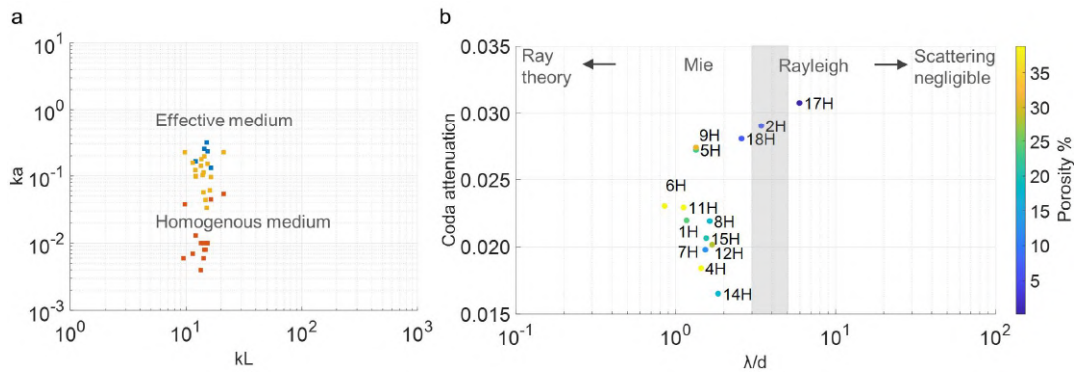 a
10^1
10^0
10^-1
10^-2
10^-3
ka
Effective medium
Homogenous medium
10^0
10^1
10^2
10^3
kL
b
0.035
0.030
0.025
0.020
0.015
Coda attenuation
Ray
theory
Mie
Rayleigh
Scattering
negligible
17H
2H
18H
9H
5H
6H
11H
1H
8H
15H
7H
12H
4H
14H
10^-1
10^0
10^1
10^2
λ/d
35
30
25
20
15
10
5
Porosity %